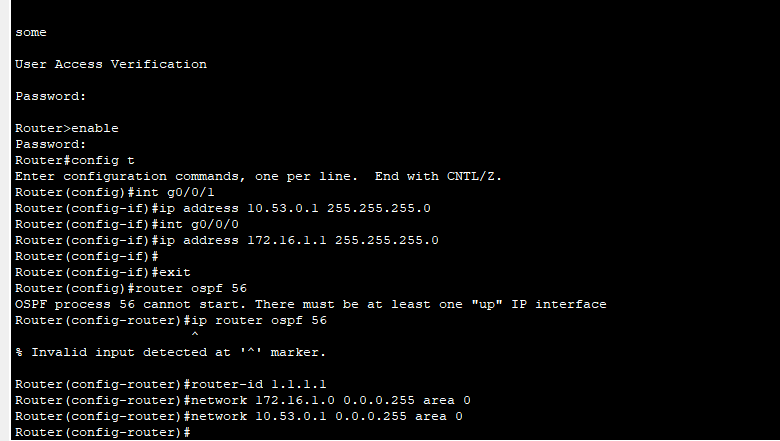 some
User Access Verification
Password:
Router>enable
Password:
Router#config t
Enter configuration commands, one per line.  End with CNTL/Z.
Router(config)#int g0/0/1
Router(config-if)#ip address 10.53.0.1 255.255.255.0
Router(config-if)#int g0/0/0
Router(config-if)#ip address 172.16.1.1 255.255.255.0
Router(config-if)#
Router(config-if)#exit
Router(config)#router ospf 56
OSPF process 56 cannot start. There must be at least one "up" IP interface
Router(config-router)#ip router ospf 56
^
% Invalid input detected at '^' marker.
Router(config-router)#router-id 1.1.1.1
Router(config-router)#network 172.16.1.0 0.0.0.255 area 0
Router(config-router)#network 10.53.0.1 0.0.0.255 area 0
Router(config-router)#